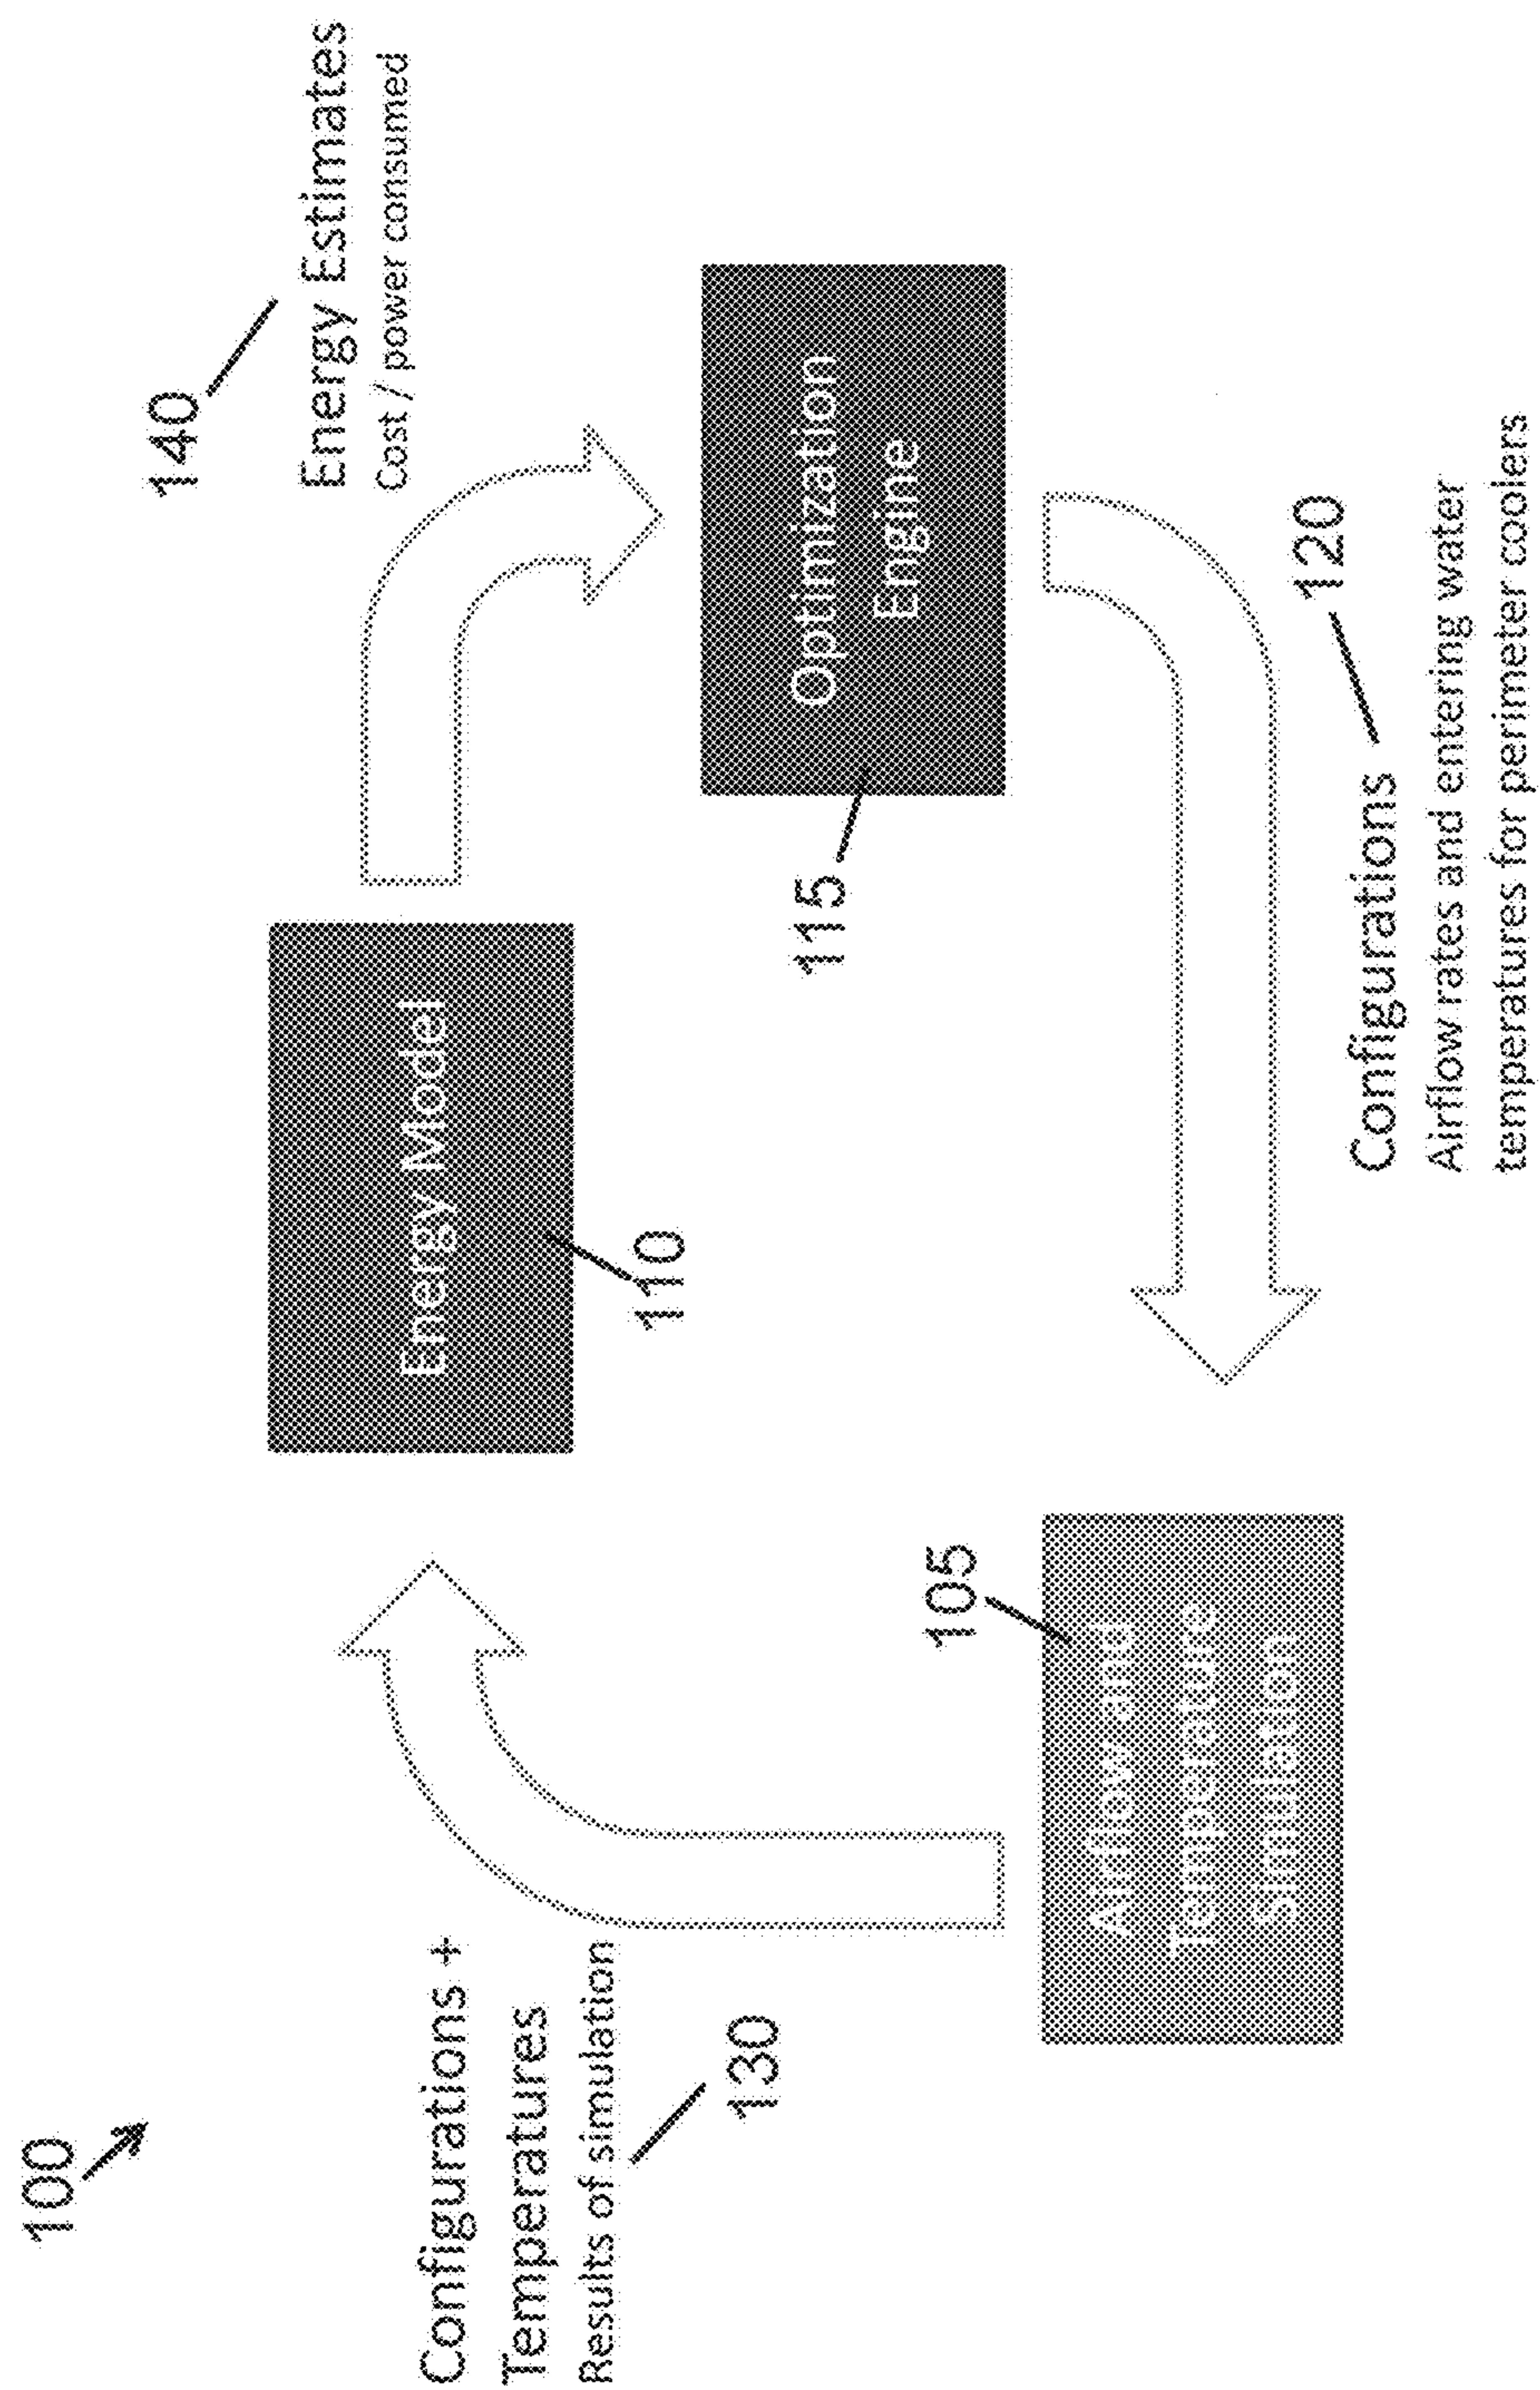 100
140
Energy Estimates
Cost / power consumed
Configurations +
Temperatures
Results of simulation
130
Energy Model
110
Optimization
Engine
115
105
Airflow and
Temperature
Simulation
120
Configurations
Airflow rates and entering water
temperatures for perimeter coolers